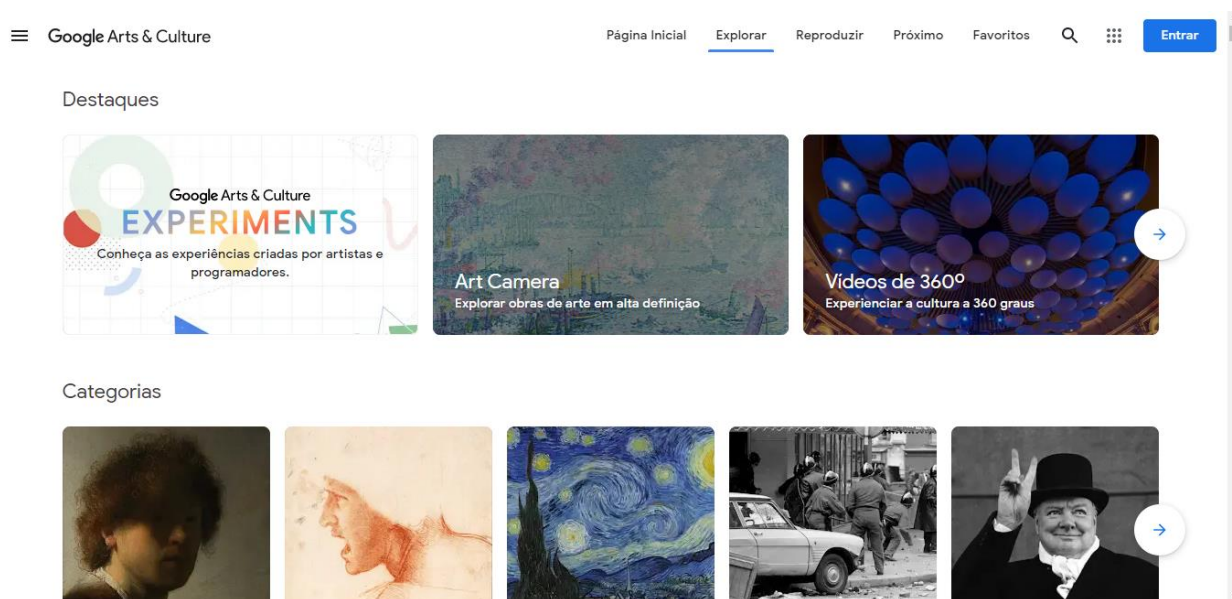 Google Arts & Culture
Página Inicial
Explorar
Reproduzir
Próximo
Favoritos
Entrar
Destaques
Google Arts & Culture
EXPERIMENTS
Conheça as experiências criadas por artistas e
programadores.
Art Camera
Explorar obras de arte em alta definição
Vídeos de 360º
Experienciar a cultura a 360 graus
Categorias